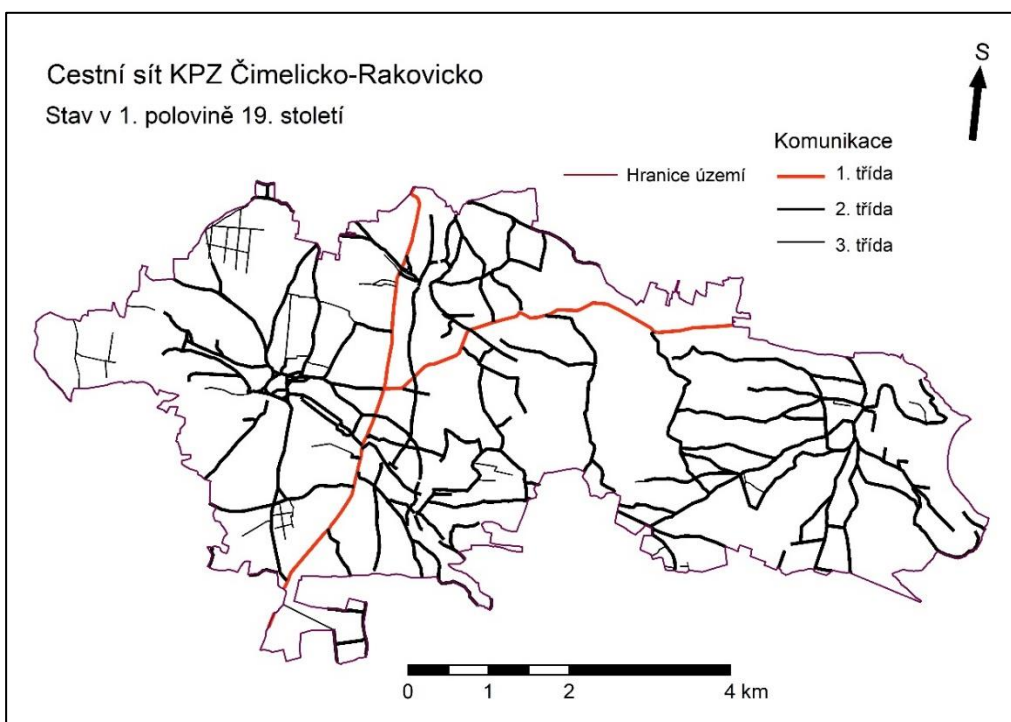 Cestní sít KPZ Čimelicko-Rakovicko
Stav v 1. polovině 19. století
S
Komunikace
Hranice území
1. třída
2. třída
3. třída
0 1 2 4 km